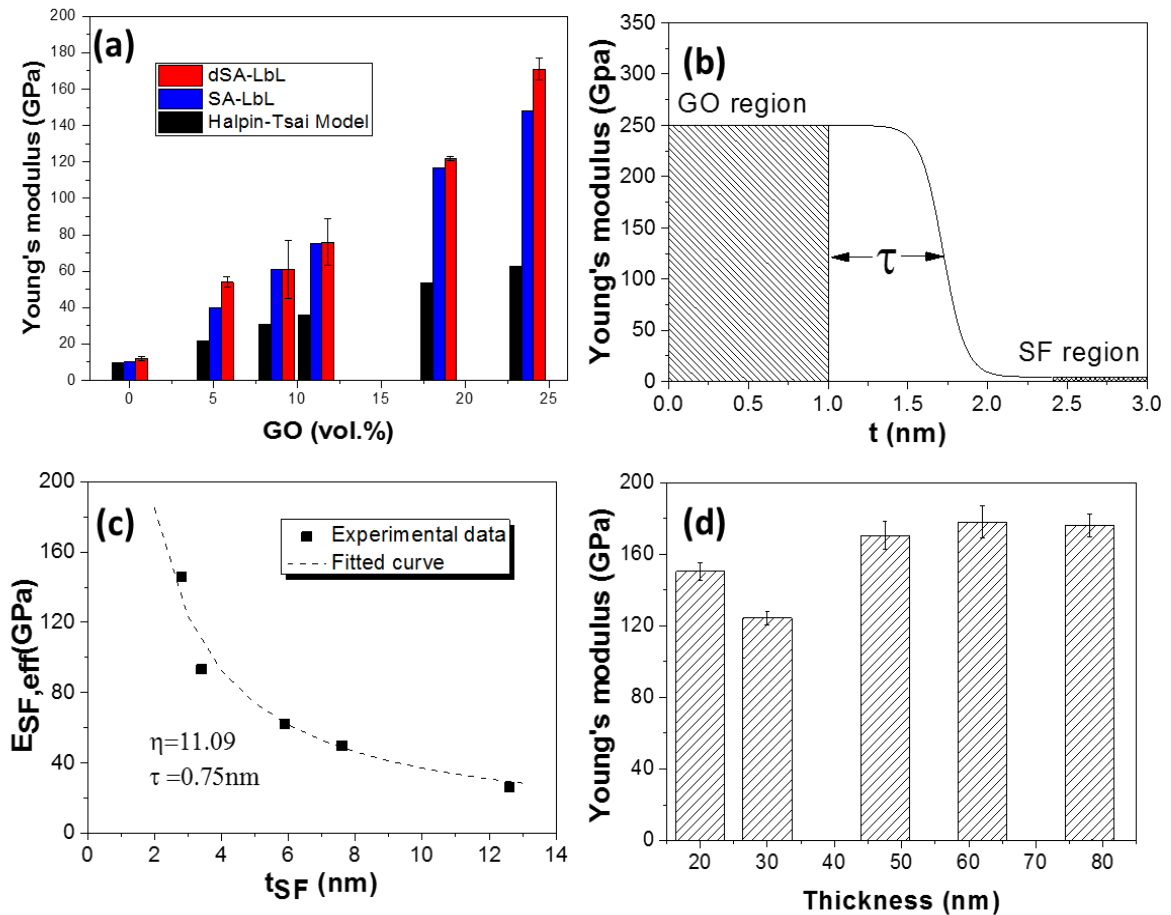 (a)
dSA-LbL
SA-LbL
Halpin-Tsai Model
Young's modulus (GPa)
200
180
160
140
120
100
80
60
40
20
0
0 5 10 15 20 25
GO (vol.%)
(b)
GO region
τ
SF region
Young's modulus (Gpa)
350
300
250
200
150
100
50
0
0.0 0.5 1.0 1.5 2.0 2.5 3.0
t (nm)
(c)
Experimental data
Fitted curve
η=11.09
τ =0.75nm
ESF,eff(GPa)
200
160
120
80
40
0
0 2 4 6 8 10 12 14
tSF (nm)
(d)
Young's modulus (GPa)
200
160
120
80
40
0
20 30 40 50 60 70 80
Thickness (nm)